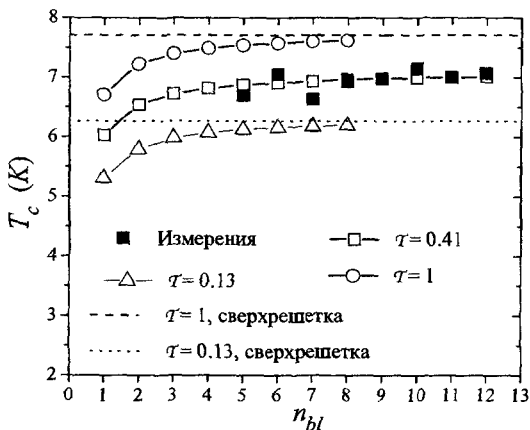 8
7
6
5
4
3
2
T_c (K)
Измерения
𝒯 = 0.41
𝒯 = 0.13
𝒯 = 1
𝒯 = 1, сверхрешетка
𝒯 = 0.13, сверхрешетка
0 1 2 3 4 5 6 7 8 9 10 11 12 13
n_bl